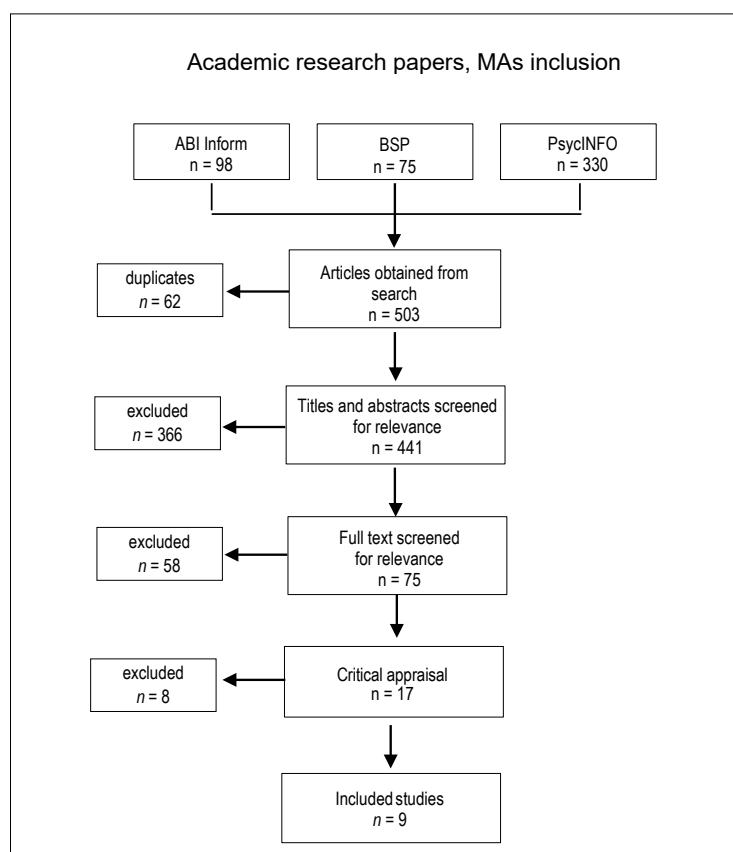 Academic research papers, MAs inclusion
ABI Inform
n = 98
BSP
n = 75
PsycINFO
n = 330
duplicates
n = 62
Articles obtained from
search
n = 503
excluded
n = 366
Titles and abstracts screened
for relevance
n = 441
excluded
n = 58
Full text screened
for relevance
n = 75
excluded
n = 8
Critical appraisal
n = 17
Included studies
n = 9